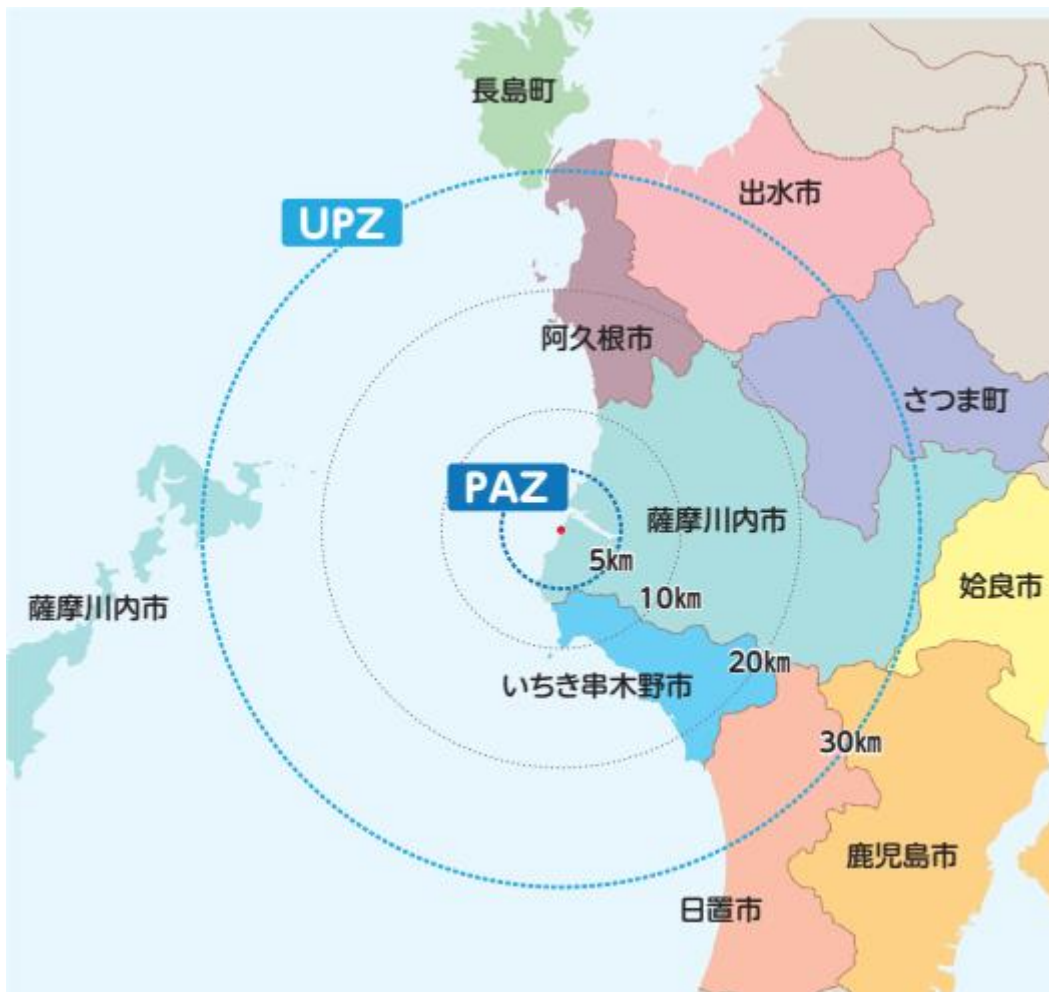 長島町
出水市
UPZ
阿久根市
さつま町
PAZ
薩摩川内市
5km
10km
姶良市
薩摩川内市
20km
いちき串木野市
30km
鹿児島市
日置市